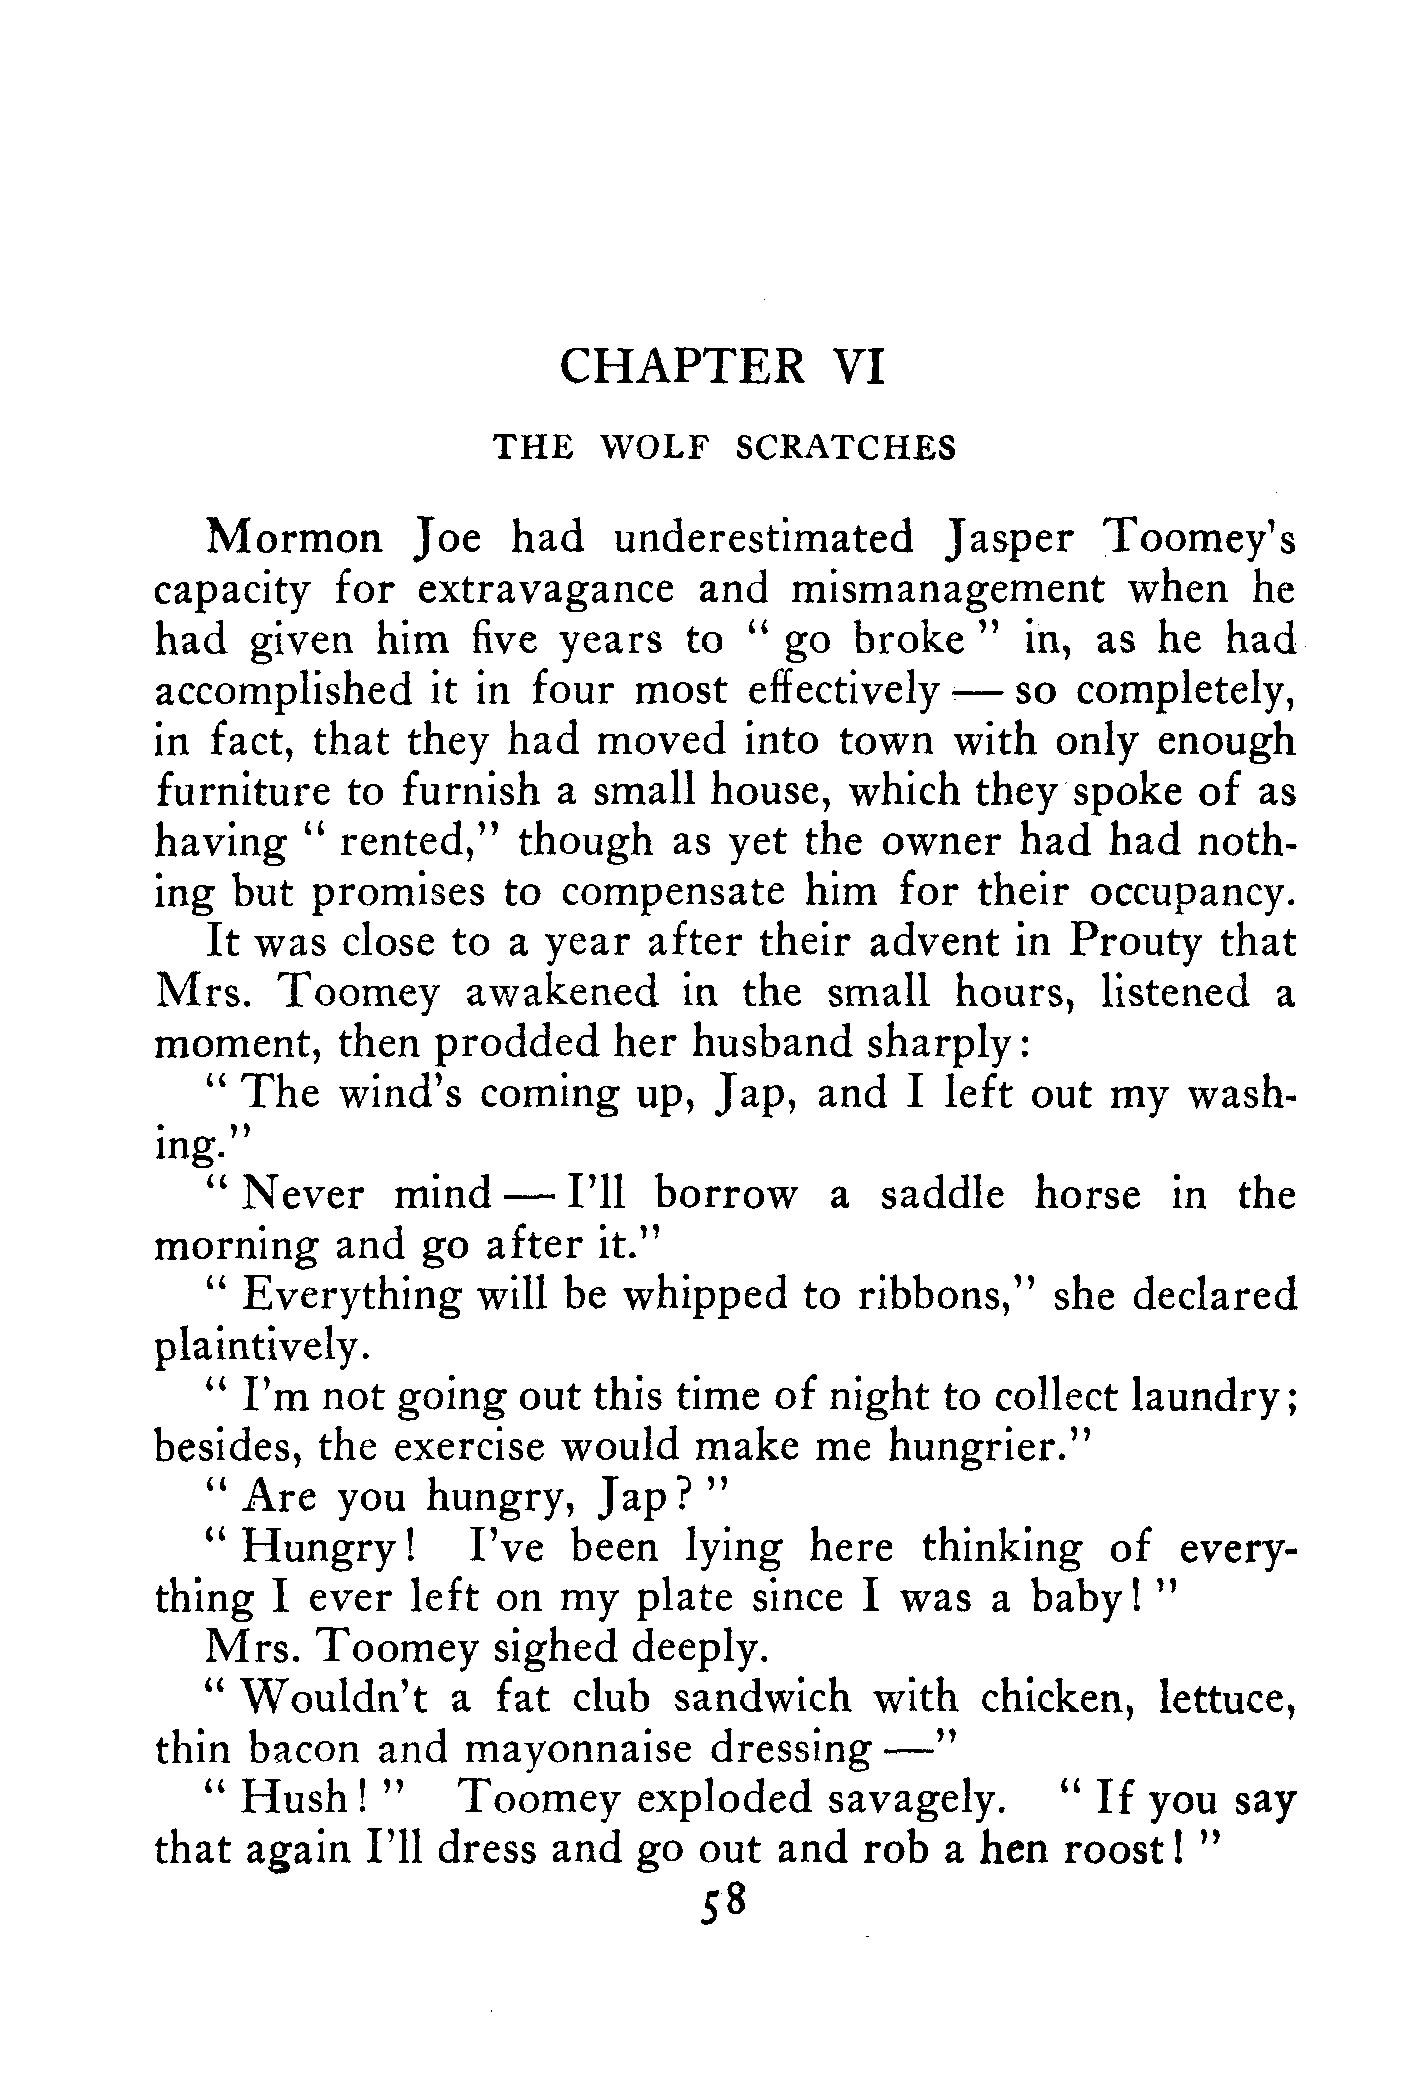 CHAPTER VI
THE WOLF SCRATCHES
Mormon Joe had underestimated Jasper Toomey's
capacity for extravagance and mismanagement when he
had given him five years to " go broke " in, as he had
accomplished it in four most effectively — so completely,
in fact, that they had moved into town with only enough
furniture to furnish a small house, which they spoke of as
having " rented," though as yet the owner had had noth-
ing but promises to compensate him for their occupancy.
It was close to a year after their advent in Prouty that
Mrs. Toomey awakened in the small hours, listened a
moment, then prodded her husband sharply:
" The wind's coming up, Jap, and I left out my wash-
ing."
" Never mind — I'll borrow a saddle horse in the
morning and go after it."
" Everything will be whipped to ribbons," she declared
plaintively.
" I'm not going out this time of night to collect laundry;
besides, the exercise would make me hungrier."
" Are you hungry, Jap? "
" Hungry! I've been lying here thinking of every-
thing I ever left on my plate since I was a baby! "
Mrs. Toomey sighed deeply.
" Wouldn't a fat club sandwich with chicken, lettuce,
thin bacon and mayonnaise dressing —"
" Hush! " Toomey exploded savagely. " If you say
that again I'll dress and go out and rob a hen roost! "
58